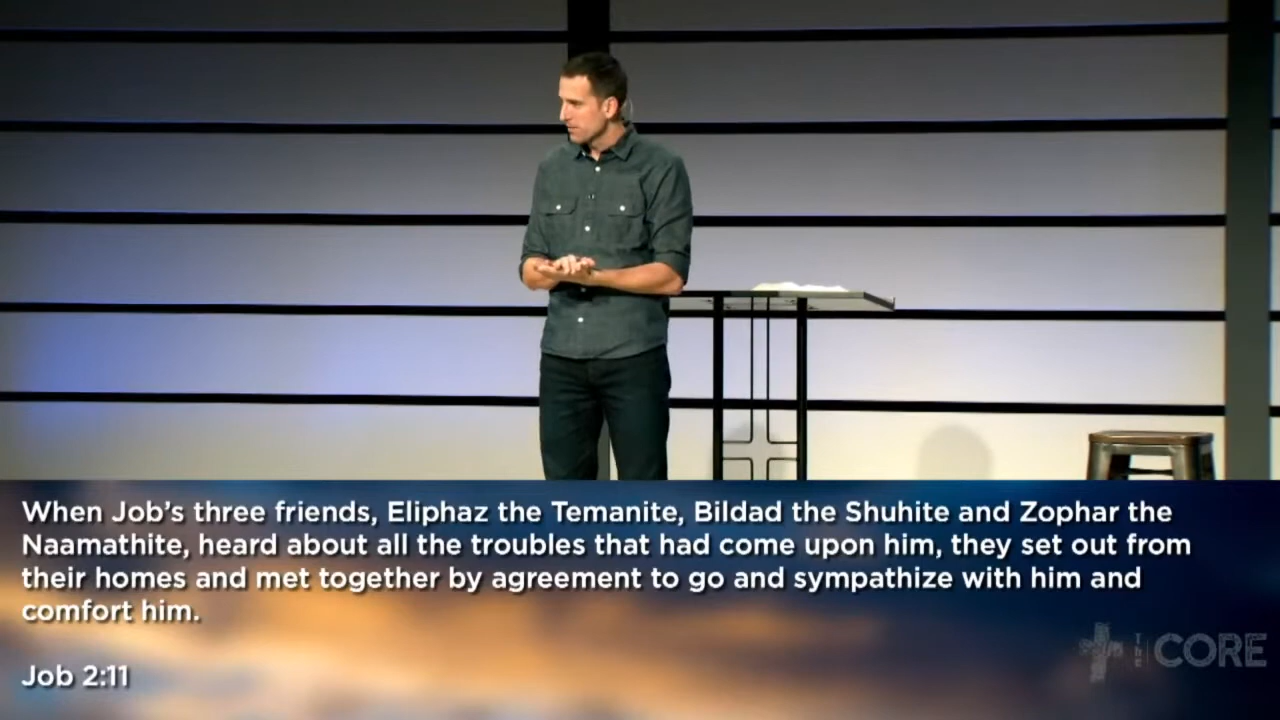 When Job's three friends, Eliphaz the Temanite, Bildad the Shuhite and Zophar the
Naamathite, heard about all the troubles that had come upon him, they set out from
their homes and met together by agreement to go and sympathize with him and
comfort him.
Job 2:11
The CORE